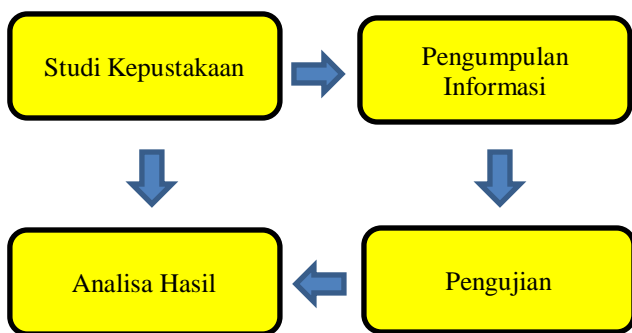 Studi Kepustakaan
Pengumpulan
Informasi
Analisa Hasil
Pengujian